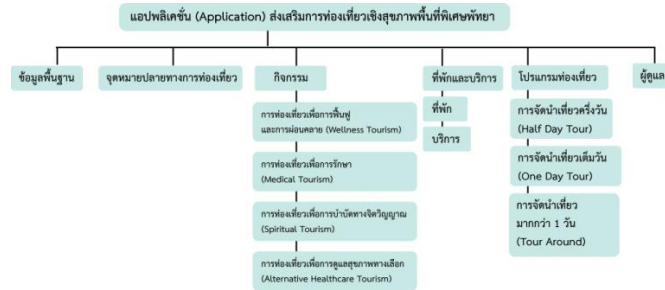 แอปพลิเคชั่น (Application) ส่งเสริมการท่องเที่ยวเชิงสุขภาพพื้นที่พิเศษพัทยา
ข้อมูลพื้นฐาน
จุดหมายปลายทางการท่องเที่ยว
กิจกรรม
ที่พักและบริการ
โปรแกรมท่องเที่ยว
ผู้ดูแล
การท่องเที่ยวเพื่อการฟื้นฟู
และการผ่อนคลาย (Wellness Tourism)
การท่องเที่ยวเพื่อการรักษา
(Medical Tourism)
การท่องเที่ยวเพื่อการบำบัดทางจิตวิญญาณ
(Spiritual Tourism)
การท่องเที่ยวเพื่อการดูแลสุขภาพทางเลือก
(Alternative Healthcare Tourism)
ที่พัก
บริการ
การจัดนำเที่ยวครึ่งวัน
(Half Day Tour)
การจัดนำเที่ยวเต็มวัน
(One Day Tour)
การจัดนำเที่ยว
มากกว่า 1 วัน
(Tour Around)